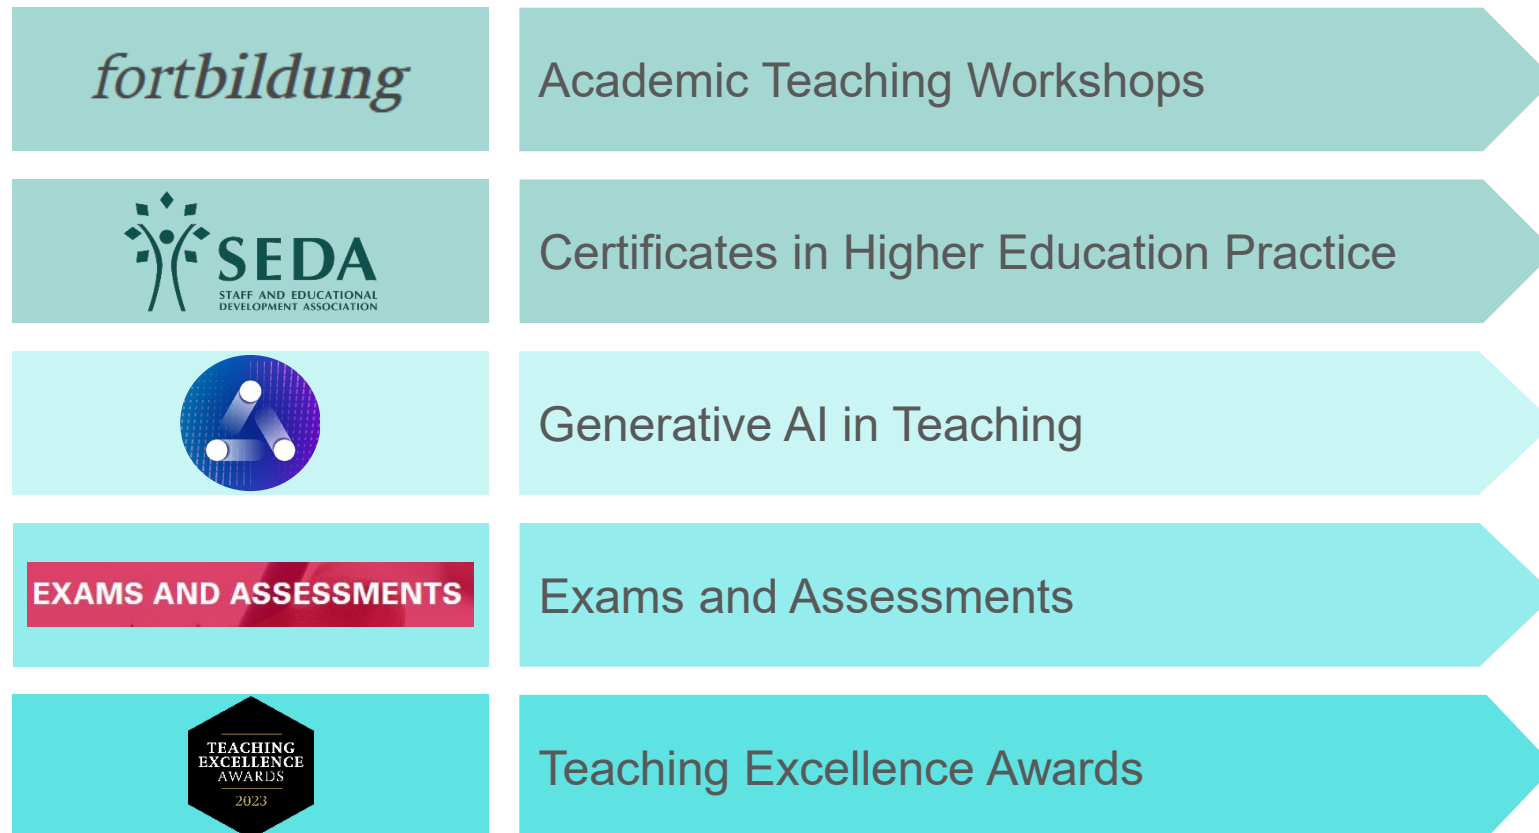 fortbildung
Academic Teaching Workshops
SEDA
STAFF AND EDUCATIONAL
DEVELOPMENT ASSOCIATION
Certificates in Higher Education Practice
Generative AI in Teaching
EXAMS AND ASSESSMENTS
Exams and Assessments
TEACHING
EXCELLENCE
AWARDS
2023
Teaching Excellence Awards